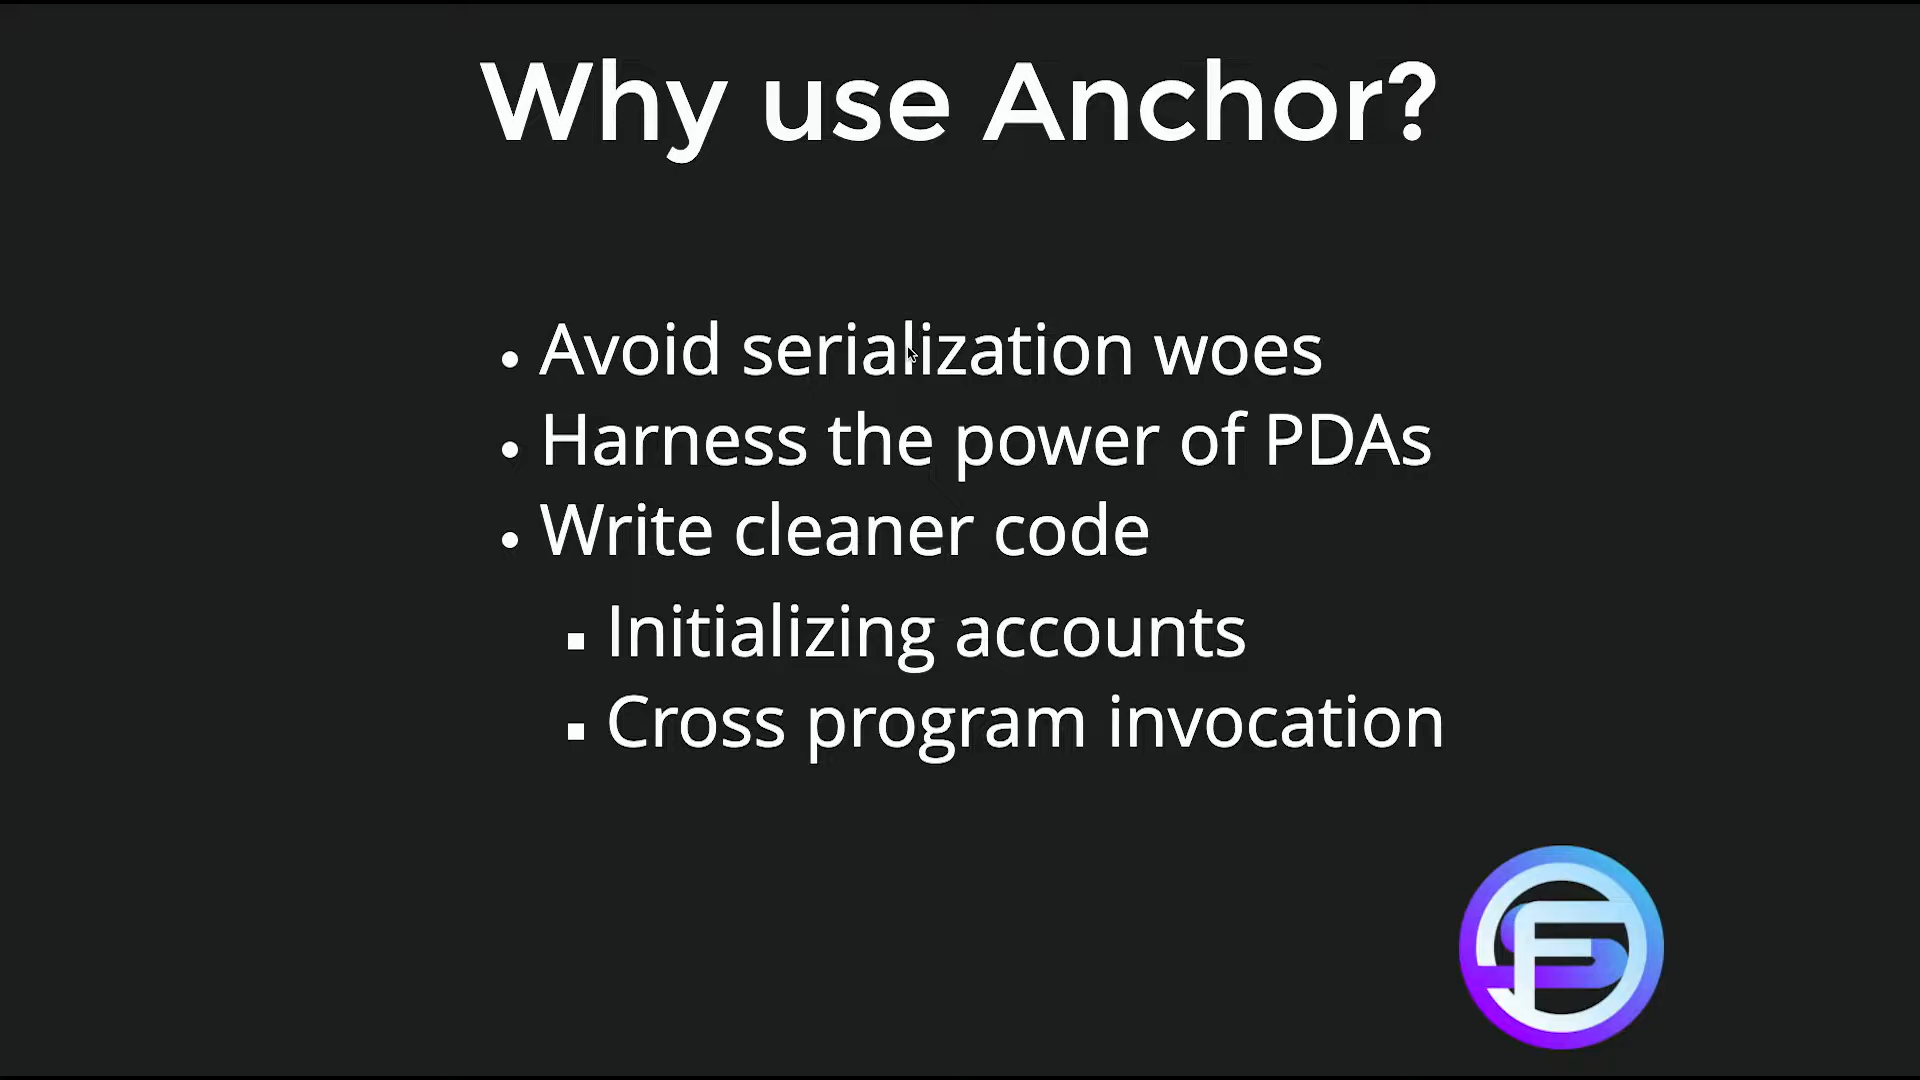 Why use Anchor?
• Avoid serialization woes
• Harness the power of PDAs
• Write cleaner code
▪ Initializing accounts
▪ Cross program invocation